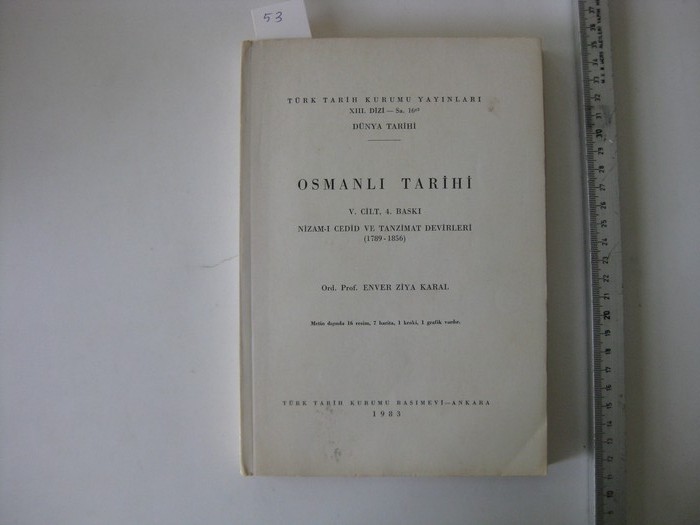 53
TÜRK TARİH KURUMU YAYINLARI
XIII. DİZİ — Sa.
DÜNYA TARİHİ
OSMANLI TARİHİ
V. CİLT, 4. BASKI
NİZAM-I CEDİD VE TANZİMAT DEVİRLERİ
(1789-1856)
Ord. Prof. ENVER ZİYA KARAL
Metin dışında 16 resim, 7 harita, 1 kroki, 1 grafik vardır.
TÜRK TARİH KURUMU BASIMEVİ—ANKARA
1983